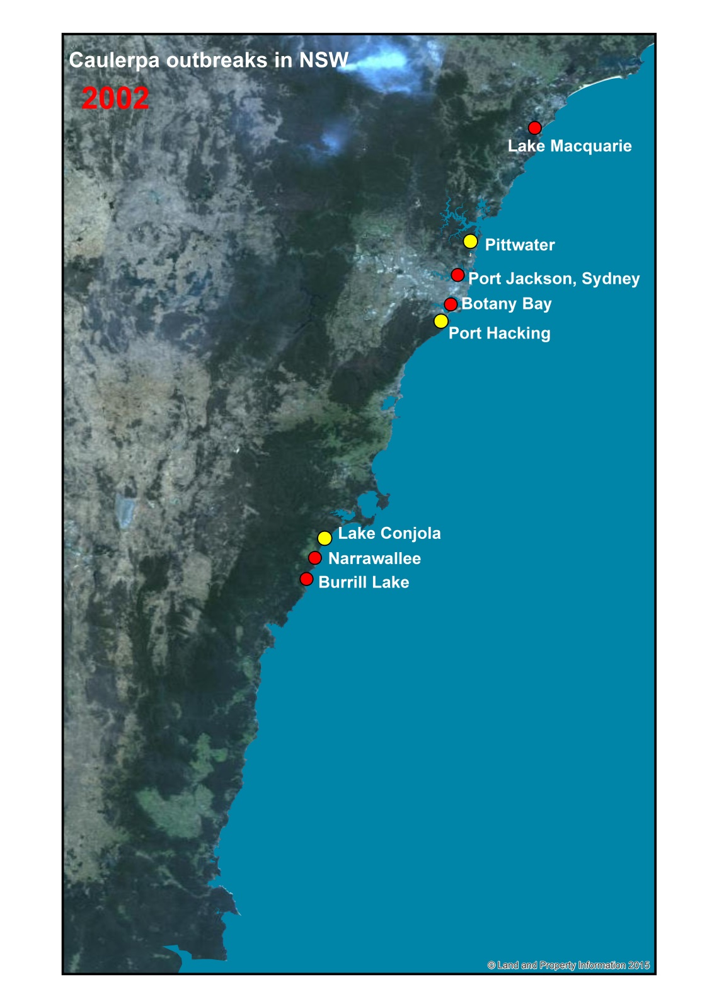 Caulerpa outbreaks in NSW
2002
Lake Macquarie
Pittwater
Port Jackson, Sydney
Botany Bay
Port Hacking
Lake Conjola
Narrawallee
Burrill Lake
© Land and Property Information 2015